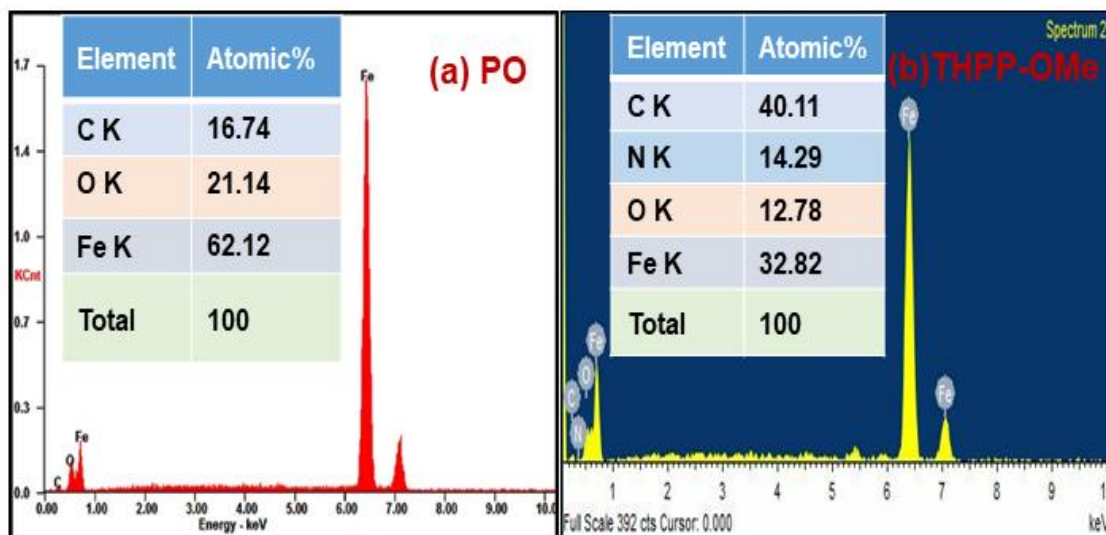 (a) PO
Element Atomic%
C K 16.74
O K 21.14
Fe K 62.12
Total 100
1.7
1.4
1.0
KCnt
0.7
0.3
0.0
C
O
Fe
Fe
0.00 1.00 2.00 3.00 4.00 5.00 6.00 7.00 8.00 9.00 10.0
Energy - keV
Spectrum 2
(b) THPP-OMe
Element Atomic%
C K 40.11
N K 14.29
O K 12.78
Fe K 32.82
Total 100
Fe
Fe
O
C
N
Fe
1 2 3 4 5 6 7 8 9 1
Full Scale 392 cts Cursor: 0.000
keV